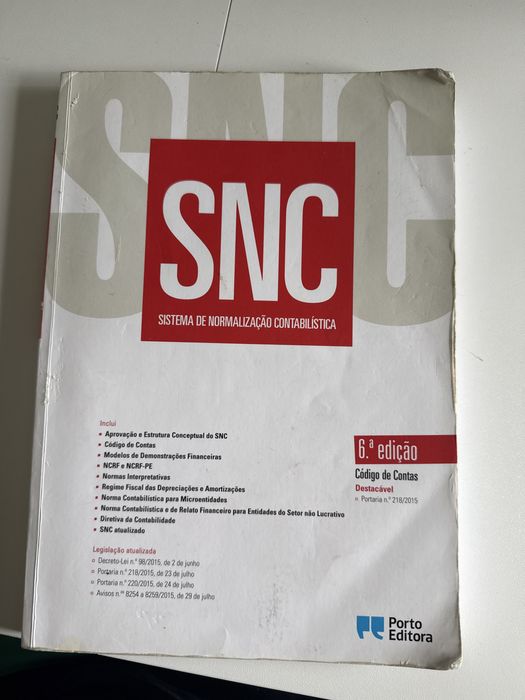 SNC
SNC
SISTEMA DE NORMALIZAÇÃO CONTABILÍSTICA
Inclui
Aprovação e Estrutura Conceptual do SNC
Código de Contas
Modelos de Demonstrações Financeiras
NCRF e NCRF-PE
Normas Interpretativas
Regime Fiscal das Depreciações e Amortizações
Norma Contabilística para Microentidades
Norma Contabilística e de Relato Financeiro para Entidades do Setor não Lucrativo
Diretiva da Contabilidade
SNC atualizado
Legislação atualizada
Decreto-Lei n.º 98/2015, de 2 de junho
Portaria n.º 218/2015, de 23 de julho
Portaria n.º 220/2015, de 24 de julho
Avisos n.ºs 8254 a 8259/2015, de 29 de julho
6.ª edição
Código de Contas
Destacável
Portaria n.º 218/2015
Porto
Editora